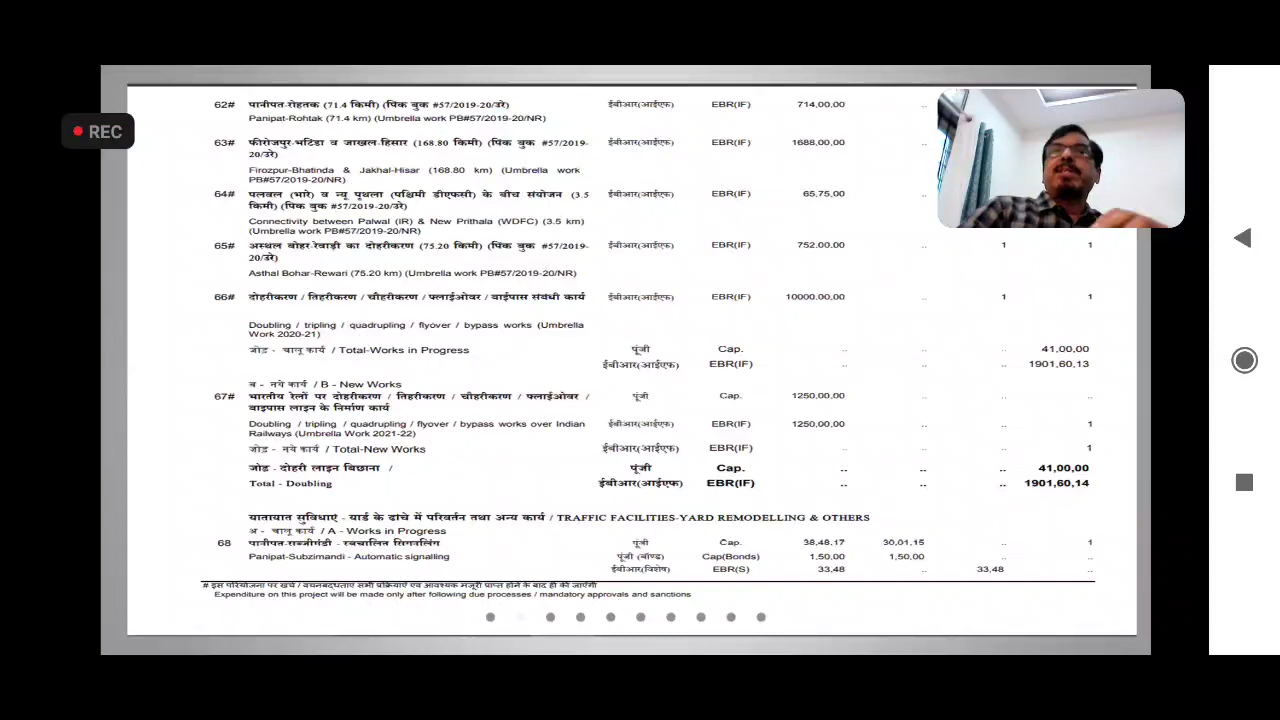 REC
62# पानीपत-रोहतक (71.4 किमी) (पिंक बुक #57/2019-20/उरे) ईबीआर(आईएफ) EBR(IF) 714,00,00 ..
Panipat-Rohtak (71.4 km) (Umbrella work PB#57/2019-20/NR)
63# फीरोजपुर-भटिंडा व जाखल-हिसार (168.80 किमी) (पिंक बुक #57/2019- ईबीआर(आईएफ) EBR(IF) 1688,00,00 ..
20/उरे)
Firozpur-Bhatinda & Jakhal-Hisar (168.80 km) (Umbrella work
PB#57/2019-20/NR)
64# पलवल (भारे) व न्यू पृथला (पश्चिमी डीएफसी) के बीच संयोजन (3.5 ईबीआर(आईएफ) EBR(IF) 65,75,00 ..
किमी) (पिंक बुक #57/2019-20/उरे)
Connectivity between Palwal (IR) & New Prithala (WDFC) (3.5 km)
(Umbrella work PB#57/2019-20/NR)
65# अस्थल बोहर-रेवाड़ी का दोहरीकरण (75.20 किमी) (पिंक बुक #57/2019- ईबीआर(आईएफ) EBR(IF) 752,00,00 .. 1 1
20/उरे)
Asthal Bohar-Rewari (75.20 km) (Umbrella work PB#57/2019-20/NR)
66# दोहरीकरण / तिहरीकरण / चौहरीकरण / फ्लाईओवर / बाईपास संबंधी कार्य ईबीआर(आईएफ) EBR(IF) 10000,00,00 .. 1 1
Doubling / tripling / quadrupling / flyover / bypass works (Umbrella
Work 2020-21)
जोड़ - चालू कार्य / Total-Works in Progress पूंजी Cap. .. .. .. 41,00,00
ईबीआर(आईएफ) EBR(IF) .. .. .. 1901,60,13
ब - नये कार्य / B - New Works
67# भारतीय रेलों पर दोहरीकरण / तिहरीकरण / चौहरीकरण / फ्लाईओवर / पूंजी Cap. 1250,00,00 .. .. ..
बाइपास लाइन के निर्माण कार्य
Doubling / tripling / quadrupling / flyover / bypass works over Indian ईबीआर(आईएफ) EBR(IF) 1250,00,00 .. .. 1
Railways (Umbrella Work 2021-22)
जोड़ - नये कार्य / Total-New Works ईबीआर(आईएफ) EBR(IF) .. .. .. 1
जोड़ - दोहरी लाइन बिछाना / पूंजी Cap. .. .. .. 41,00,00
Total - Doubling ईबीआर(आईएफ) EBR(IF) .. .. .. 1901,60,14
यातायात सुविधाएं - यार्ड के ढांचे में परिवर्तन तथा अन्य कार्य / TRAFFIC FACILITIES-YARD REMODELLING & OTHERS
अ - चालू कार्य / A - Works in Progress
68 पानीपत-सब्जीमंडी - स्वचालित सिगनलिंग पूंजी Cap. 38,48,17 30,01,15 .. 1
Panipat-Subzimandi - Automatic signalling पूंजी (बॉण्ड) Cap(Bonds) 1,50,00 1,50,00 .. ..
ईबीआर(विशेष) EBR(S) 33,48 .. 33,48 ..
# इस परियोजना पर खर्च / वचनबद्धताएं सभी प्रक्रियाएं एवं आवश्यक मंजूरी प्राप्त होने के बाद ही की जाएंगी
Expenditure on this project will be made only after following due processes / mandatory approvals and sanctions